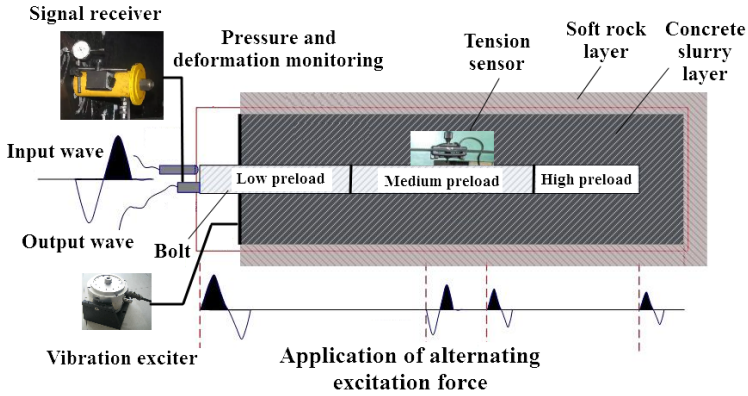 Signal receiver
Pressure and
deformation monitoring
Tension
sensor
Soft rock
layer
Concrete
slurry
layer
Input wave
Low preload
Medium preload
High preload
Output wave
Bolt
Vibration exciter
Application of alternating
excitation force